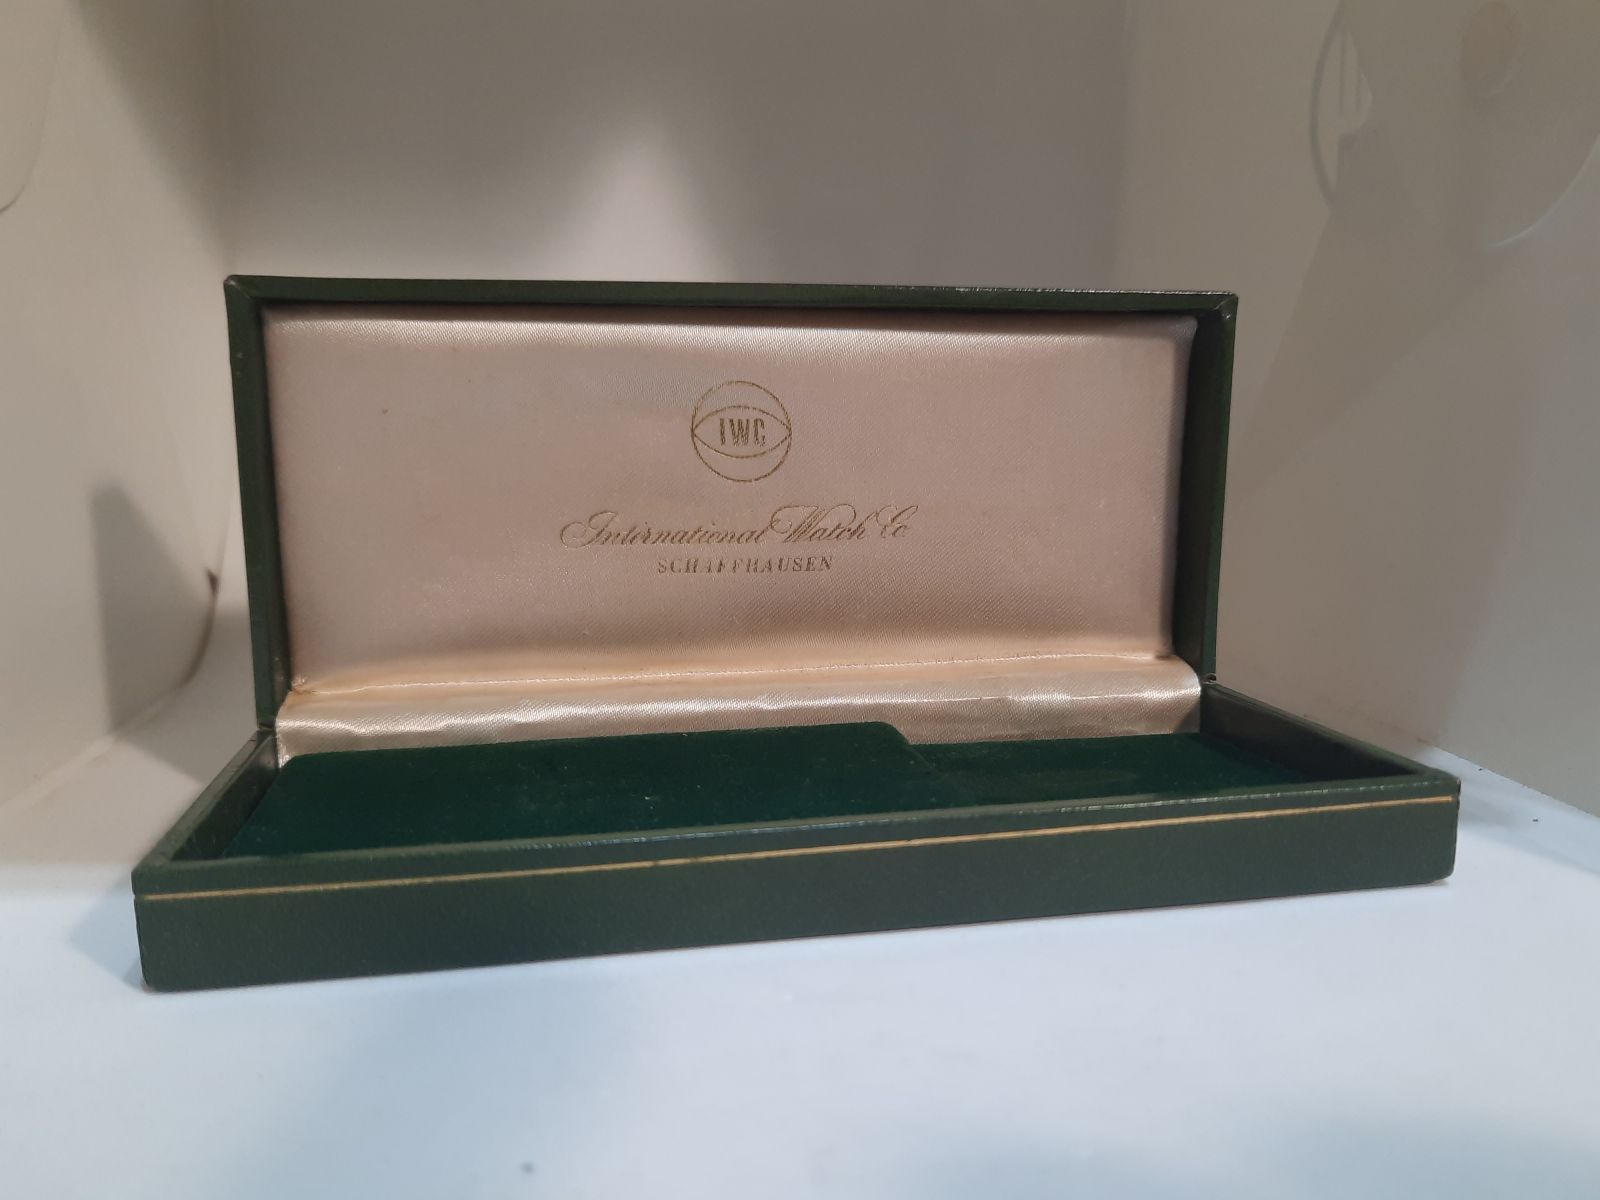 IWC
International Watch Co
SCHAFFHAUSEN